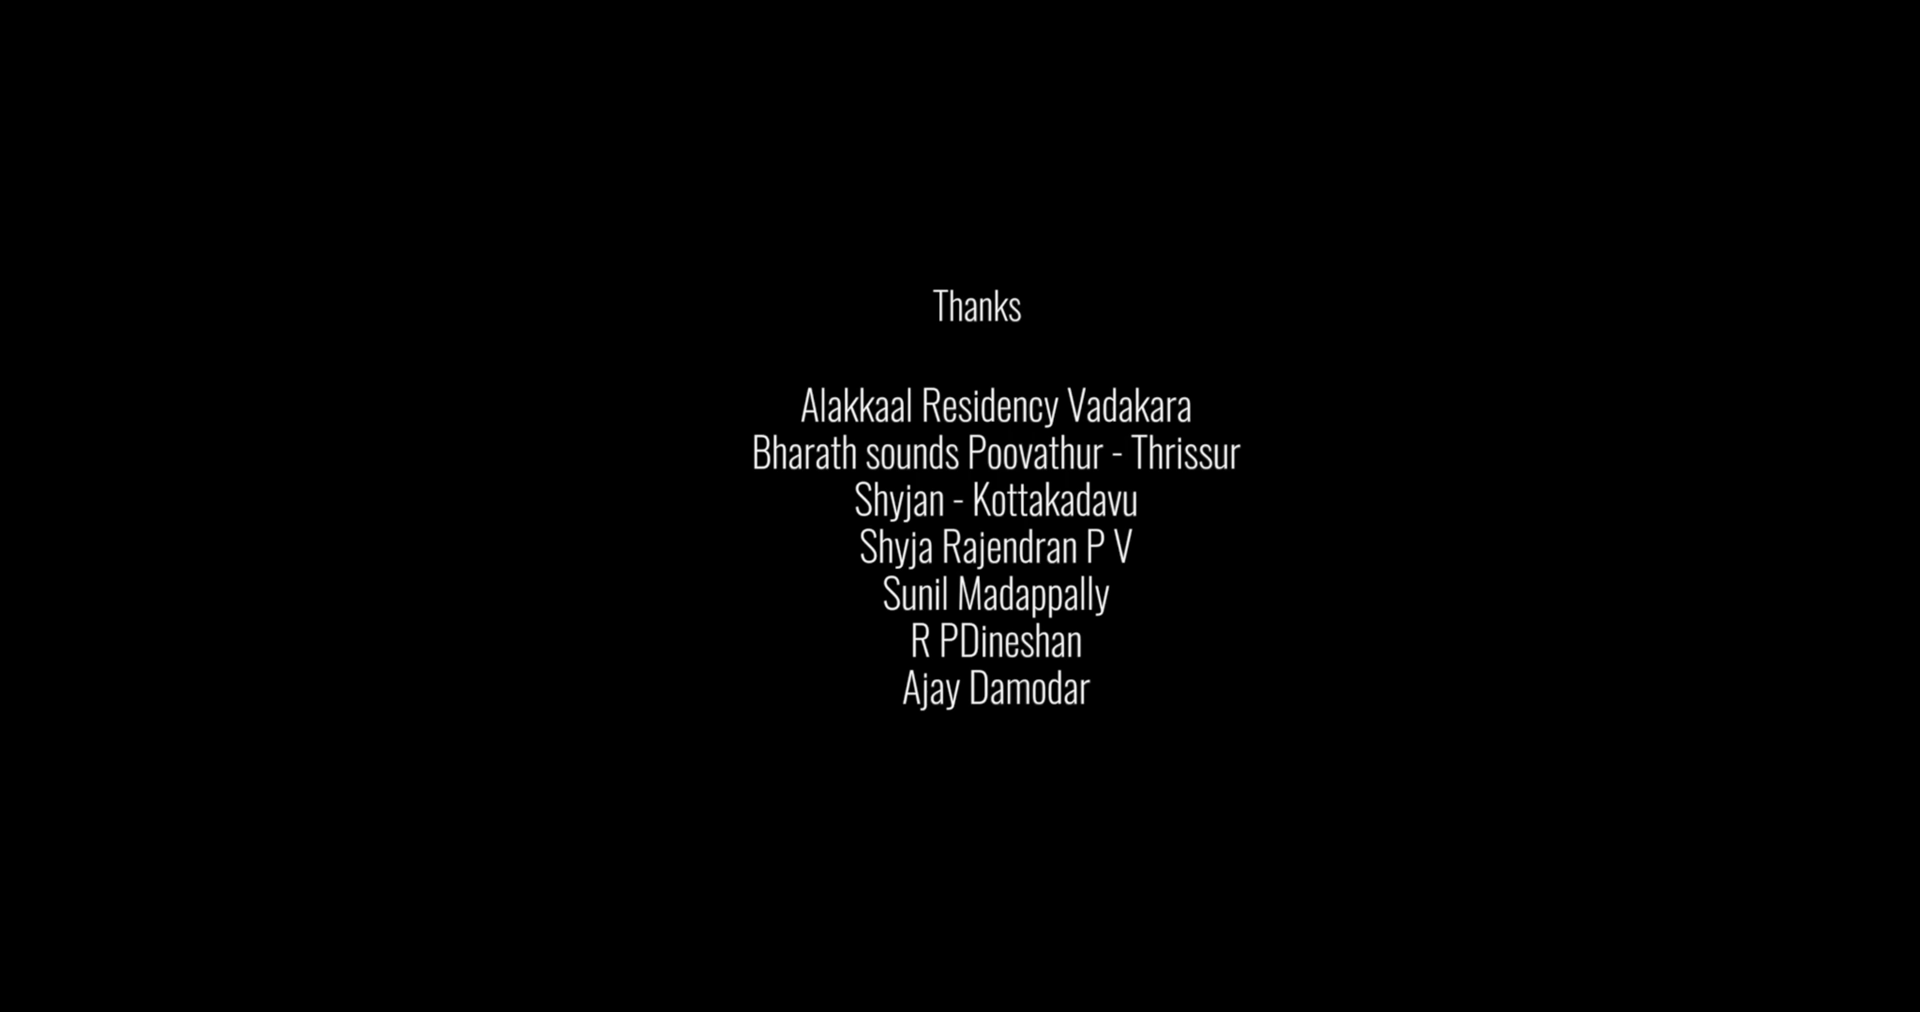 Thanks
Alakkaal Residency Vadakara
Bharath sounds Poovathur - Thrissur
Shyjan - Kottakadavu
Shyja Rajendran P V
Sunil Madappally
R PDineshan
Ajay Damodar